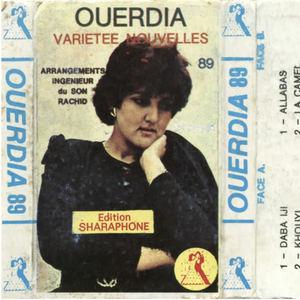 OUERDIA
VARIETEE NOUVELLES
89
ARRANGEMENTS
INGENIEUR
du SON
RACHID
Edition
SHARAPHONE
OUERDIA 89
OUERDIA 89
FACE A.
FACE B.
1 - DABA IJI
2 - KHOUYI
1 - ALLABAS
2 - LA CAMEL